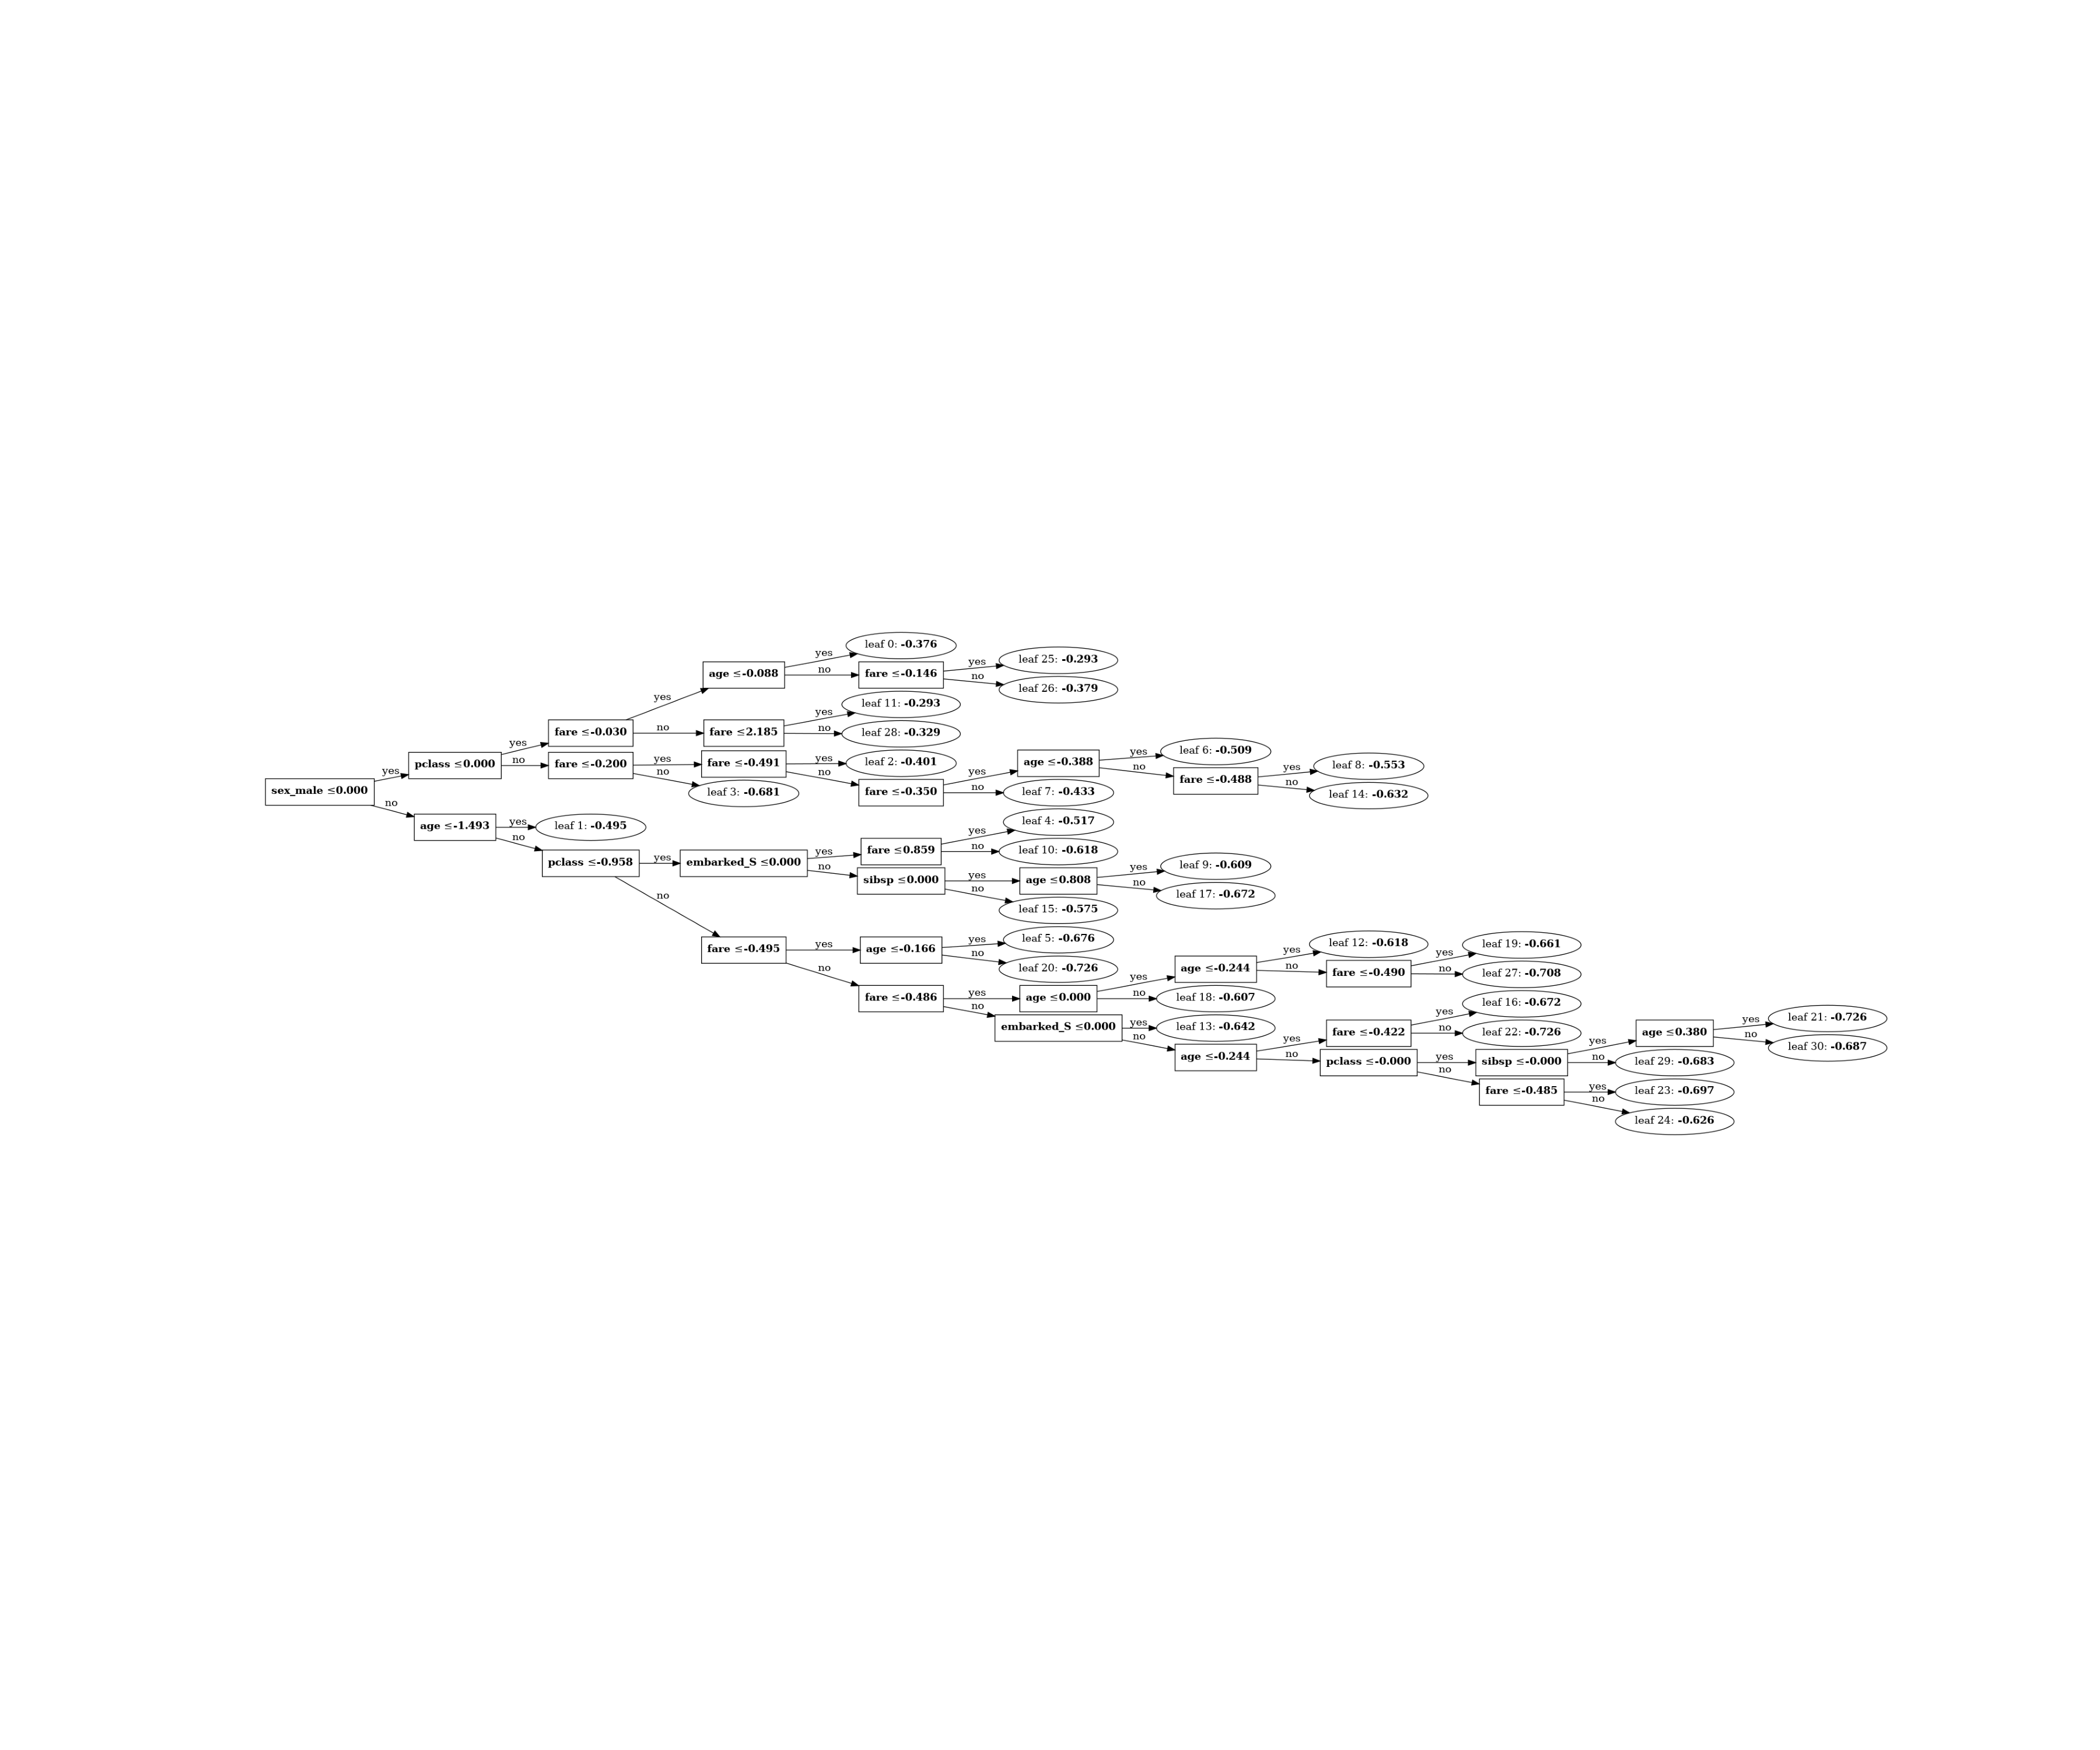 leaf 0: -0.376
yes
age ≤-0.088
no
fare ≤-0.146
yes
leaf 25: -0.293
no
leaf 26: -0.379
yes
leaf 11: -0.293
yes
fare ≤-0.030
no
fare ≤2.185
yes
no
leaf 28: -0.329
yes
pclass ≤0.000
no
fare ≤-0.200
yes
fare ≤-0.491
yes
leaf 2: -0.401
age ≤-0.388
yes
leaf 6: -0.509
no
leaf 3: -0.681
no
fare ≤-0.350
yes
no
leaf 7: -0.433
no
fare ≤-0.488
yes
leaf 8: -0.553
no
leaf 14: -0.632
sex_male ≤0.000
yes
no
age ≤-1.493
yes
leaf 1: -0.495
no
pclass ≤-0.958
yes
embarked_S ≤0.000
yes
fare ≤0.859
yes
leaf 4: -0.517
no
leaf 10: -0.618
no
sibsp ≤0.000
yes
age ≤0.808
yes
leaf 9: -0.609
no
leaf 17: -0.672
no
leaf 15: -0.575
no
fare ≤-0.495
yes
age ≤-0.166
yes
leaf 5: -0.676
no
leaf 20: -0.726
no
fare ≤-0.486
yes
age ≤0.000
yes
age ≤-0.244
yes
leaf 12: -0.618
no
fare ≤-0.490
yes
leaf 19: -0.661
no
leaf 27: -0.708
no
leaf 18: -0.607
no
embarked_S ≤0.000
yes
leaf 13: -0.642
no
age ≤-0.244
yes
fare ≤-0.422
yes
leaf 16: -0.672
no
leaf 22: -0.726
no
pclass ≤-0.000
yes
sibsp ≤-0.000
yes
age ≤0.380
yes
leaf 21: -0.726
no
leaf 30: -0.687
no
leaf 29: -0.683
no
fare ≤-0.485
yes
leaf 23: -0.697
no
leaf 24: -0.626